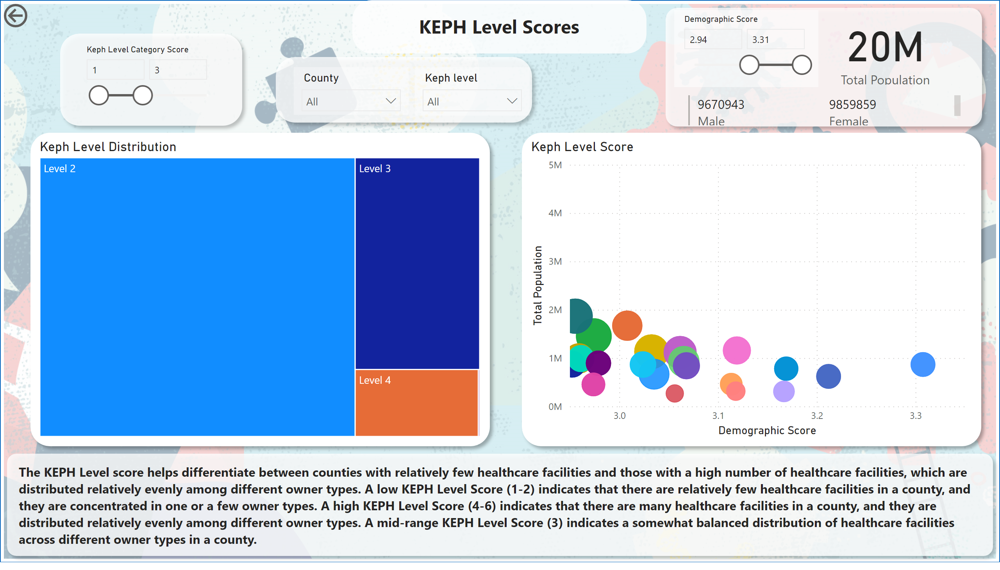 KEPH Level Scores
Keph Level Category Score
1
3
County
Keph level
All
All
Demographic Score
2.94
3.31
20M
Total Population
9670943
Male
9859859
Female
Keph Level Distribution
Level 2
Level 3
Level 4
Keph Level Score
Total Population
5M
4M
3M
2M
1M
0M
3.0
3.1
3.2
3.3
Demographic Score
The KEPH Level score helps differentiate between counties with relatively few healthcare facilities and those with a high number of healthcare facilities, which are
distributed relatively evenly among different owner types. A low KEPH Level Score (1-2) indicates that there are relatively few healthcare facilities in a county, and
they are concentrated in one or a few owner types. A high KEPH Level Score (4-6) indicates that there are many healthcare facilities in a county, and they are
distributed relatively evenly among different owner types. A mid-range KEPH Level Score (3) indicates a somewhat balanced distribution of healthcare facilities
across different owner types in a county.